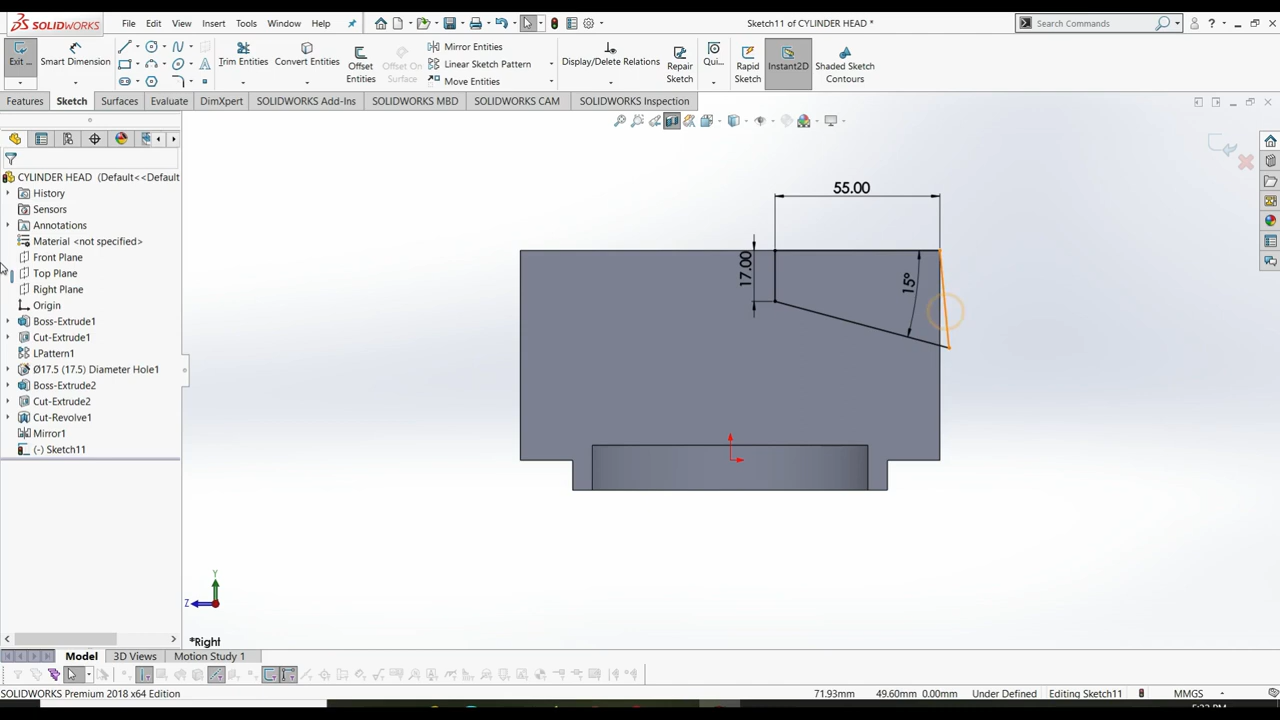 SOLIDWORKS File Edit View Insert Tools Window Help Sketch11 of CYLINDER HEAD * Search Commands ?
Exit ... Smart Dimension Trim Entities Convert Entities Offset Entities Offset On Surface Mirror Entities Linear Sketch Pattern Move Entities Display/Delete Relations Repair Sketch Qui... Rapid Sketch Instant2D Shaded Sketch Contours
Features Sketch Surfaces Evaluate DimXpert SOLIDWORKS Add-Ins SOLIDWORKS MBD SOLIDWORKS CAM SOLIDWORKS Inspection
CYLINDER HEAD (Default<<Default
History
Sensors
Annotations
Material <not specified>
Front Plane
Top Plane
Right Plane
Origin
Boss-Extrude1
Cut-Extrude1
LPattern1
Ø17.5 (17.5) Diameter Hole1
Boss-Extrude2
Cut-Extrude2
Cut-Revolve1
Mirror1
(-) Sketch11
55.00
17.00
15°
Y
Z
*Right
Model 3D Views Motion Study 1
SOLIDWORKS Premium 2018 x64 Edition 71.93mm 49.60mm 0.00mm Under Defined Editing Sketch11 MMGS